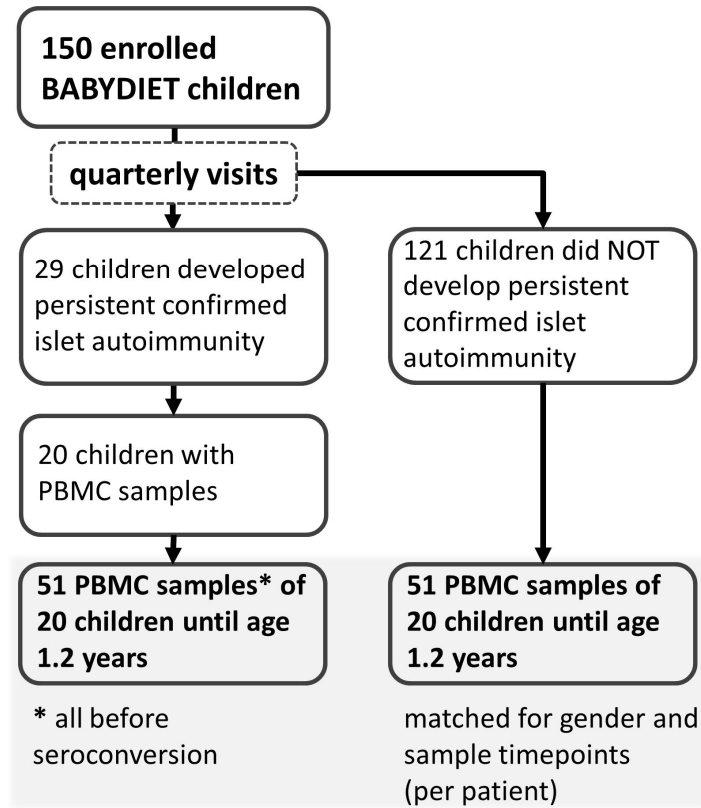 150 enrolled
BABYDIET children
quarterly visits
29 children developed
persistent confirmed
islet autoimmunity
121 children did NOT
develop persistent
confirmed islet
autoimmunity
20 children with
PBMC samples
51 PBMC samples* of
20 children until age
1.2 years
51 PBMC samples of
20 children until age
1.2 years
* all before
seroconversion
matched for gender and
sample timepoints
(per patient)